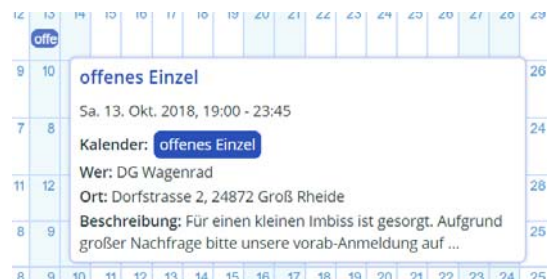 12 13 14 15 16 17 18 19 20 21 22 23 24 25 26 27 28 29
offe
9 10 26
offenes Einzel
Sa. 13. Okt. 2018, 19:00 - 23:45
7 8 24
Kalender: offenes Einzel
Wer: DG Wagenrad
11 12 28
Ort: Dorfstrasse 2, 24872 Groß Rheide
Beschreibung: Für einen kleinen Imbiss ist gesorgt. Aufgrund
8 9 25
großer Nachfrage bitte unsere vorab-Anmeldung auf ...
8 9 10 11 12 13 14 15 16 17 18 19 20 21 22 23 24 25